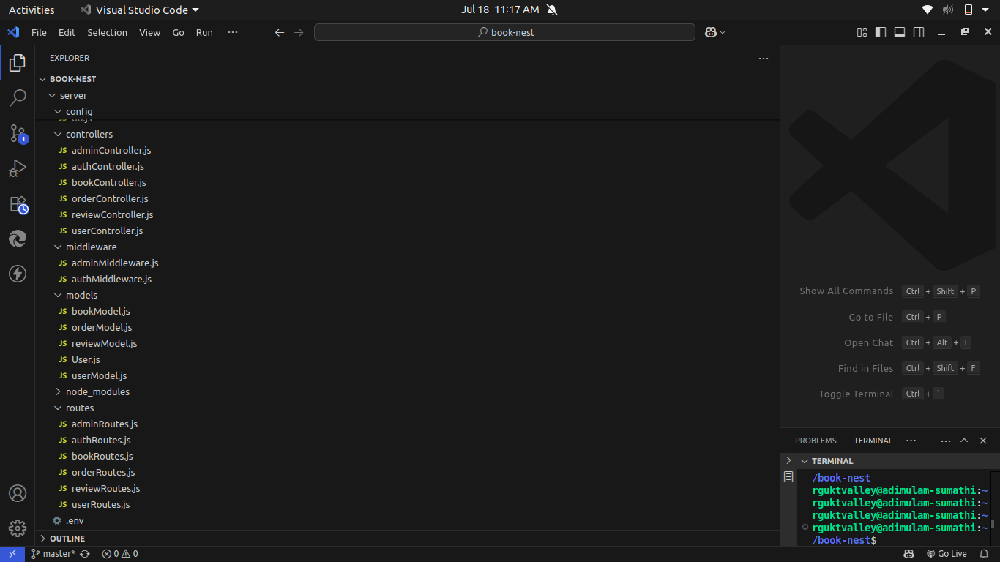 Activities Visual Studio Code Jul 18 11:17 AM
File Edit Selection View Go Run ··· book-nest
EXPLORER
BOOK-NEST
server
config
db.js
controllers
JS adminController.js
JS authController.js
JS bookController.js
JS orderController.js
JS reviewController.js
JS userController.js
middleware
JS adminMiddleware.js
JS authMiddleware.js
models
JS bookModel.js
JS orderModel.js
JS reviewModel.js
JS User.js
JS userModel.js
node_modules
routes
JS adminRoutes.js
JS authRoutes.js
JS bookRoutes.js
JS orderRoutes.js
JS reviewRoutes.js
JS userRoutes.js
.env
OUTLINE
1
Show All Commands Ctrl + Shift + P
Go to File Ctrl + P
Open Chat Ctrl + Alt + I
Find in Files Ctrl + Shift + F
Toggle Terminal Ctrl + `
PROBLEMS TERMINAL ···
TERMINAL
/book-nest
rguktvalley@adimulam-sumathi:~
rguktvalley@adimulam-sumathi:~
rguktvalley@adimulam-sumathi:~
rguktvalley@adimulam-sumathi:~
/book-nest$
master* 0 0 Go Live